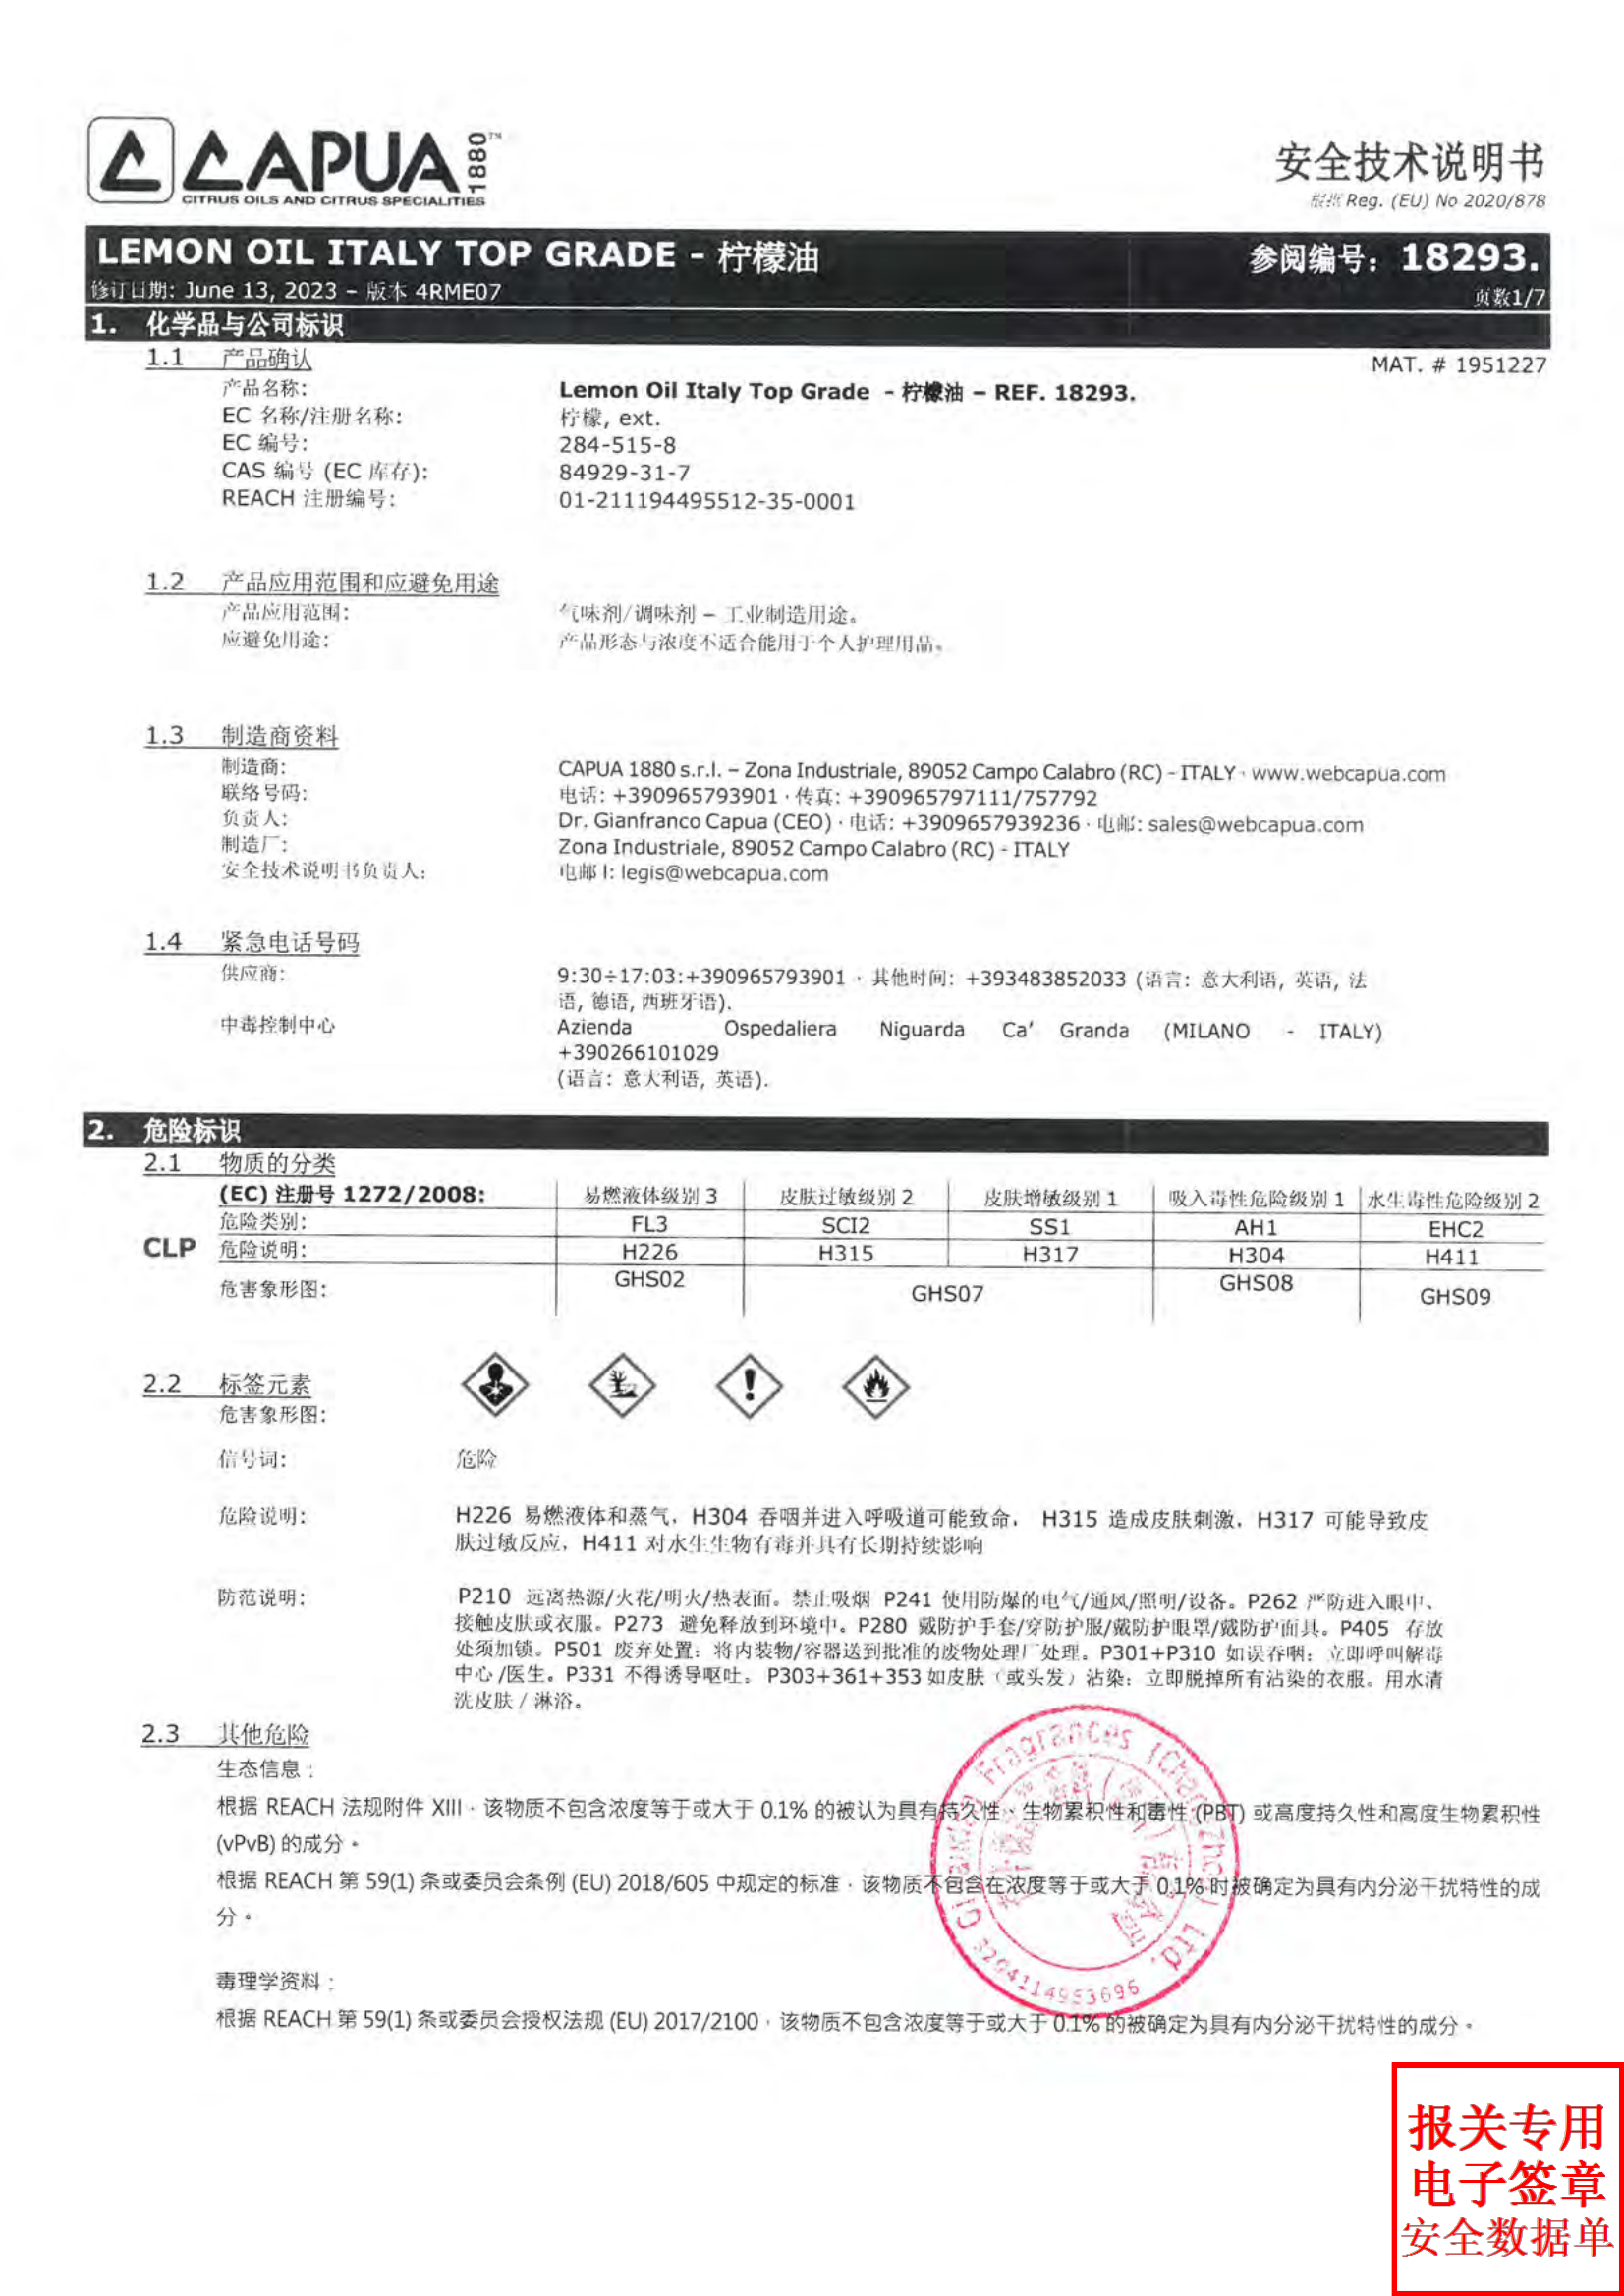 CAPUA 1880™
CITRUS OILS AND CITRUS SPECIALITIES
安全技术说明书
根据 Reg. (EU) No 2020/878
LEMON OIL ITALY TOP GRADE - 柠檬油
参阅编号: 18293.
修订日期: June 13, 2023 – 版本 4RME07
页数1/7
1. 化学品与公司标识
1.1 产品确认
MAT. # 1951227
产品名称: Lemon Oil Italy Top Grade - 柠檬油 – REF. 18293.
EC 名称/注册名称: 柠檬, ext.
EC 编号: 284-515-8
CAS 编号 (EC 库存): 84929-31-7
REACH 注册编号: 01-211194495512-35-0001
1.2 产品应用范围和应避免用途
产品应用范围: 气味剂/调味剂 – 工业制造用途。
应避免用途: 产品形态与浓度不适合能用于个人护理用品。
1.3 制造商资料
制造商: CAPUA 1880 s.r.l. – Zona Industriale, 89052 Campo Calabro (RC) - ITALY · www.webcapua.com
联络号码: 电话: +390965793901 · 传真: +390965797111/757792
负责人: Dr. Gianfranco Capua (CEO) · 电话: +3909657939236 · 电邮: sales@webcapua.com
制造厂: Zona Industriale, 89052 Campo Calabro (RC) - ITALY
安全技术说明书负责人: 电邮 l: legis@webcapua.com
1.4 紧急电话号码
供应商: 9:30÷17:03:+390965793901 · 其他时间: +393483852033 (语言: 意大利语, 英语, 法
语, 德语, 西班牙语).
中毒控制中心 Azienda Ospedaliera Niguarda Ca’ Granda (MILANO - ITALY)
+390266101029
(语言: 意大利语, 英语).
2. 危险标识
2.1 物质的分类
(EC) 注册号 1272/2008: 易燃液体级别 3 皮肤过敏级别 2 皮肤增敏级别 1 吸入毒性危险级别 1 水生毒性危险级别 2
危险类别: FL3 SCI2 SS1 AH1 EHC2
CLP 危险说明: H226 H315 H317 H304 H411
危害象形图: GHS02 GHS07 GHS08 GHS09
2.2 标签元素
危害象形图:
信号词: 危险
危险说明: H226 易燃液体和蒸气, H304 吞咽并进入呼吸道可能致命, H315 造成皮肤刺激, H317 可能导致皮
肤过敏反应, H411 对水生生物有毒并具有长期持续影响
防范说明: P210 远离热源/火花/明火/热表面。禁止吸烟 P241 使用防爆的电气/通风/照明/设备。P262 严防进入眼中、
接触皮肤或衣服。P273 避免释放到环境中。P280 戴防护手套/穿防护服/戴防护眼罩/戴防护面具。P405 存放
处须加锁。P501 废弃处置: 将内装物/容器送到批准的废物处理厂处理。P301+P310 如误吞咽: 立即呼叫解毒
中心/医生。P331 不得诱导呕吐。P303+361+353 如皮肤（或头发）沾染: 立即脱掉所有沾染的衣服。用水清
洗皮肤 / 淋浴。
2.3 其他危险
生态信息:
根据 REACH 法规附件 XIII · 该物质不包含浓度等于或大于 0.1% 的被认为具有持久性、生物累积性和毒性 (PBT) 或高度持久性和高度生物累积性
(vPvB) 的成分。
根据 REACH 第 59(1) 条或委员会条例 (EU) 2018/605 中规定的标准 · 该物质不包含在浓度等于或大于 0.1% 时被确定为具有内分泌干扰特性的成
分。
毒理学资料:
根据 REACH 第 59(1) 条或委员会授权法规 (EU) 2017/2100 · 该物质不包含浓度等于或大于 0.1% 的被确定为具有内分泌干扰特性的成分。
Fragrances (Changzhou) Ltd.
3204114953696
报关专用
电子签章
安全数据单